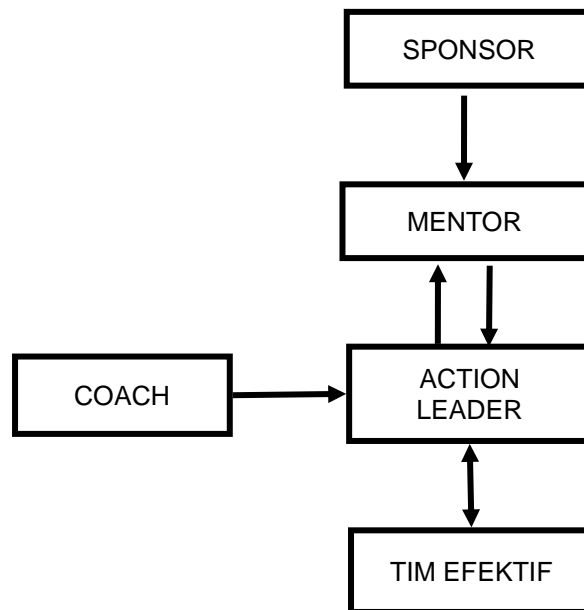 SPONSOR
MENTOR
COACH
ACTION
LEADER
TIM EFEKTIF